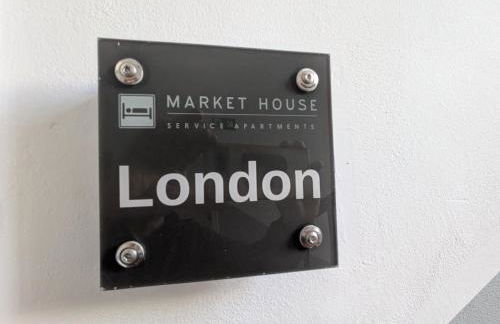 MARKET HOUSE
SERVICE APARTMENTS
London